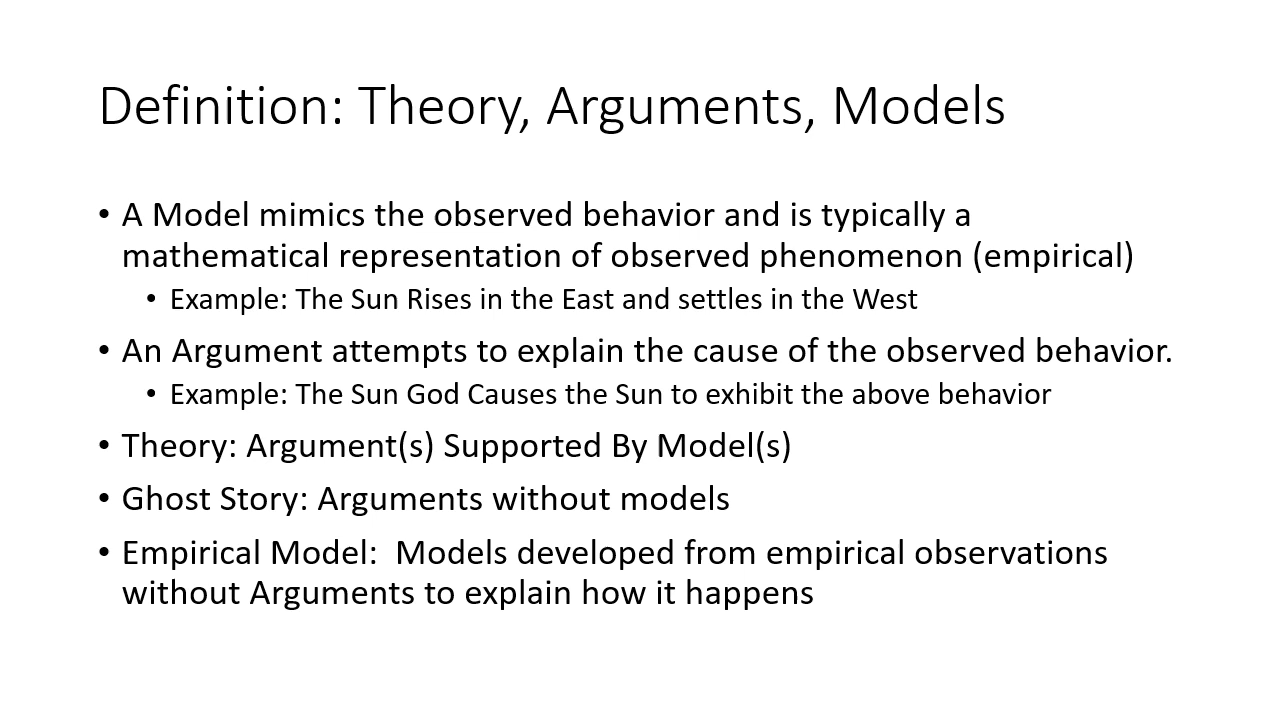 Definition: Theory, Arguments, Models
• A Model mimics the observed behavior and is typically a
mathematical representation of observed phenomenon (empirical)
• Example: The Sun Rises in the East and settles in the West
• An Argument attempts to explain the cause of the observed behavior.
• Example: The Sun God Causes the Sun to exhibit the above behavior
• Theory: Argument(s) Supported By Model(s)
• Ghost Story: Arguments without models
• Empirical Model:  Models developed from empirical observations
without Arguments to explain how it happens